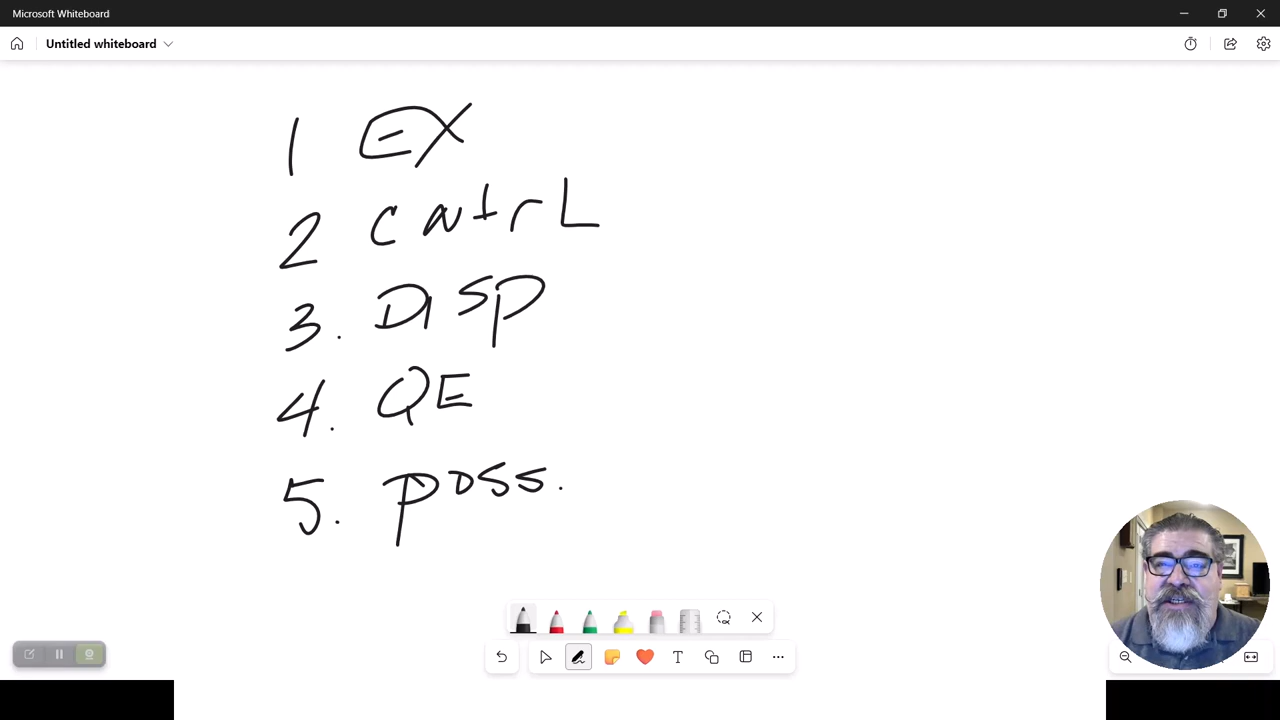 Microsoft Whiteboard
Untitled whiteboard
1 EX
2 CntrL
3. DISP
4. QE
5. poss.
T